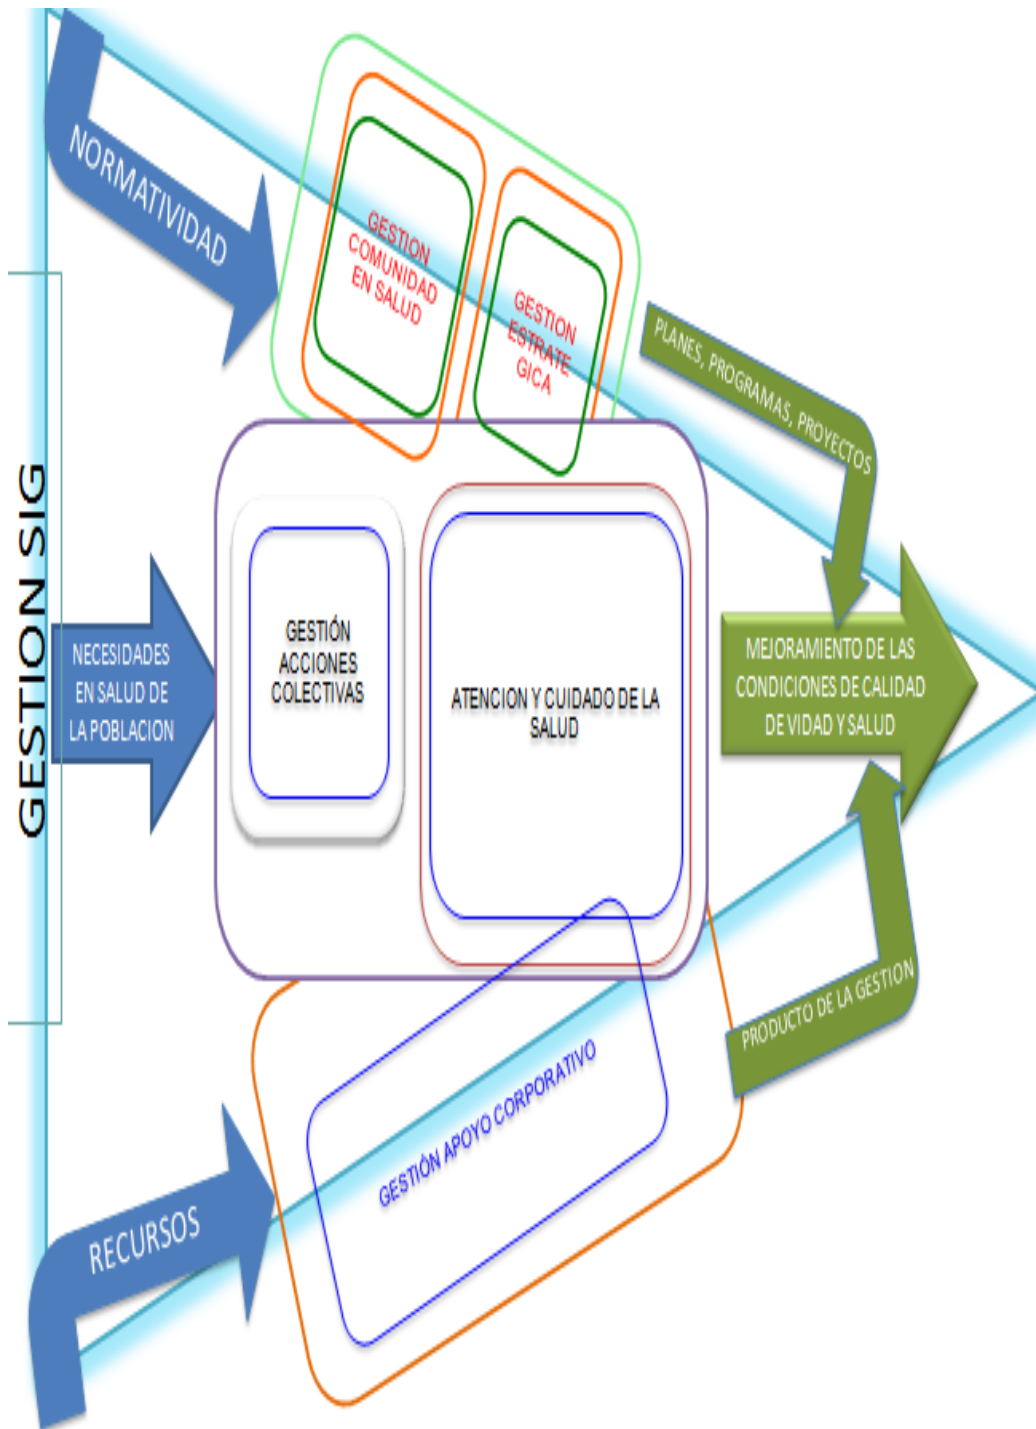 NORMATIVIDAD
GESTION
COMUNIDAD
EN SALUD
GESTION
ESTRATE
GICA
PLANES, PROGRAMAS, PROYECTOS
GESTION SIG
NECESIDADES
EN SALUD DE
LA POBLACION
GESTIÓN
ACCIONES
COLECTIVAS
ATENCION Y CUIDADO DE LA
SALUD
MEJORAMIENTO DE LAS
CONDICIONES DE CALIDAD
DE VIDAD Y SALUD
PRODUCTO DE LA GESTION
GESTIÓN APOYO CORPORATIVO
RECURSOS